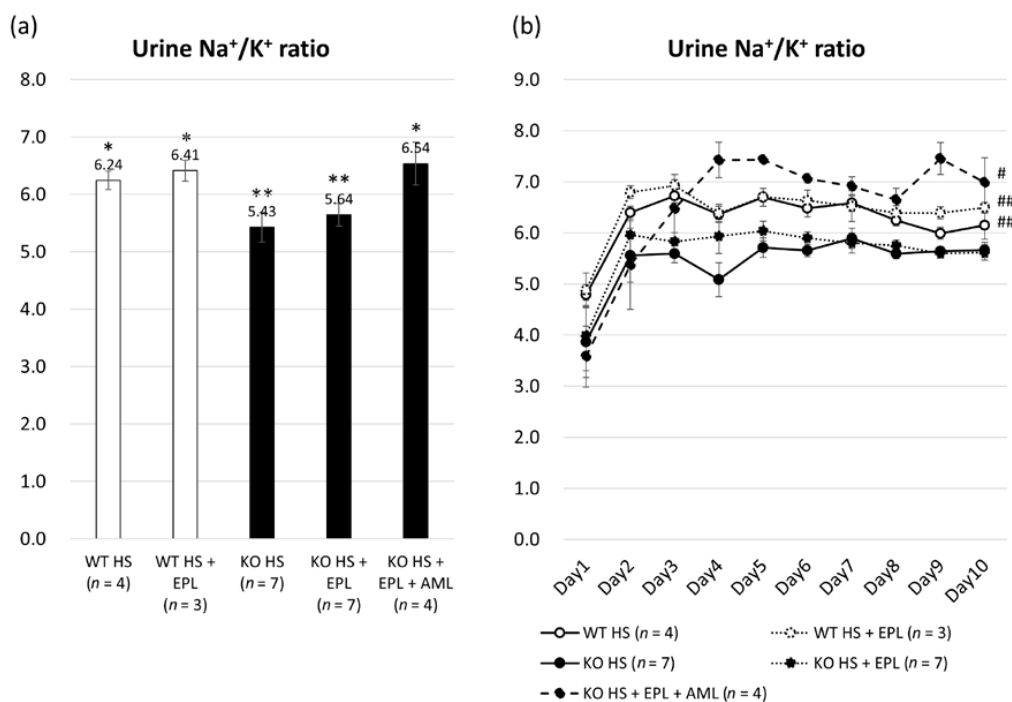 (a)
Urine Na⁺/K⁺ ratio
8.0
7.0
6.0
5.0
4.0
3.0
2.0
1.0
0.0
*
6.24
*
6.41
**
5.43
**
5.64
*
6.54
WT HS
(n = 4)
WT HS +
EPL
(n = 3)
KO HS
(n = 7)
KO HS +
EPL
(n = 7)
KO HS +
EPL + AML
(n = 4)
(b)
Urine Na⁺/K⁺ ratio
9.0
8.0
7.0
6.0
5.0
4.0
3.0
2.0
1.0
0.0
#
##
##
Day1
Day2
Day3
Day4
Day5
Day6
Day7
Day8
Day9
Day10
WT HS (n = 4)
WT HS + EPL (n = 3)
KO HS (n = 7)
KO HS + EPL (n = 7)
KO HS + EPL + AML (n = 4)